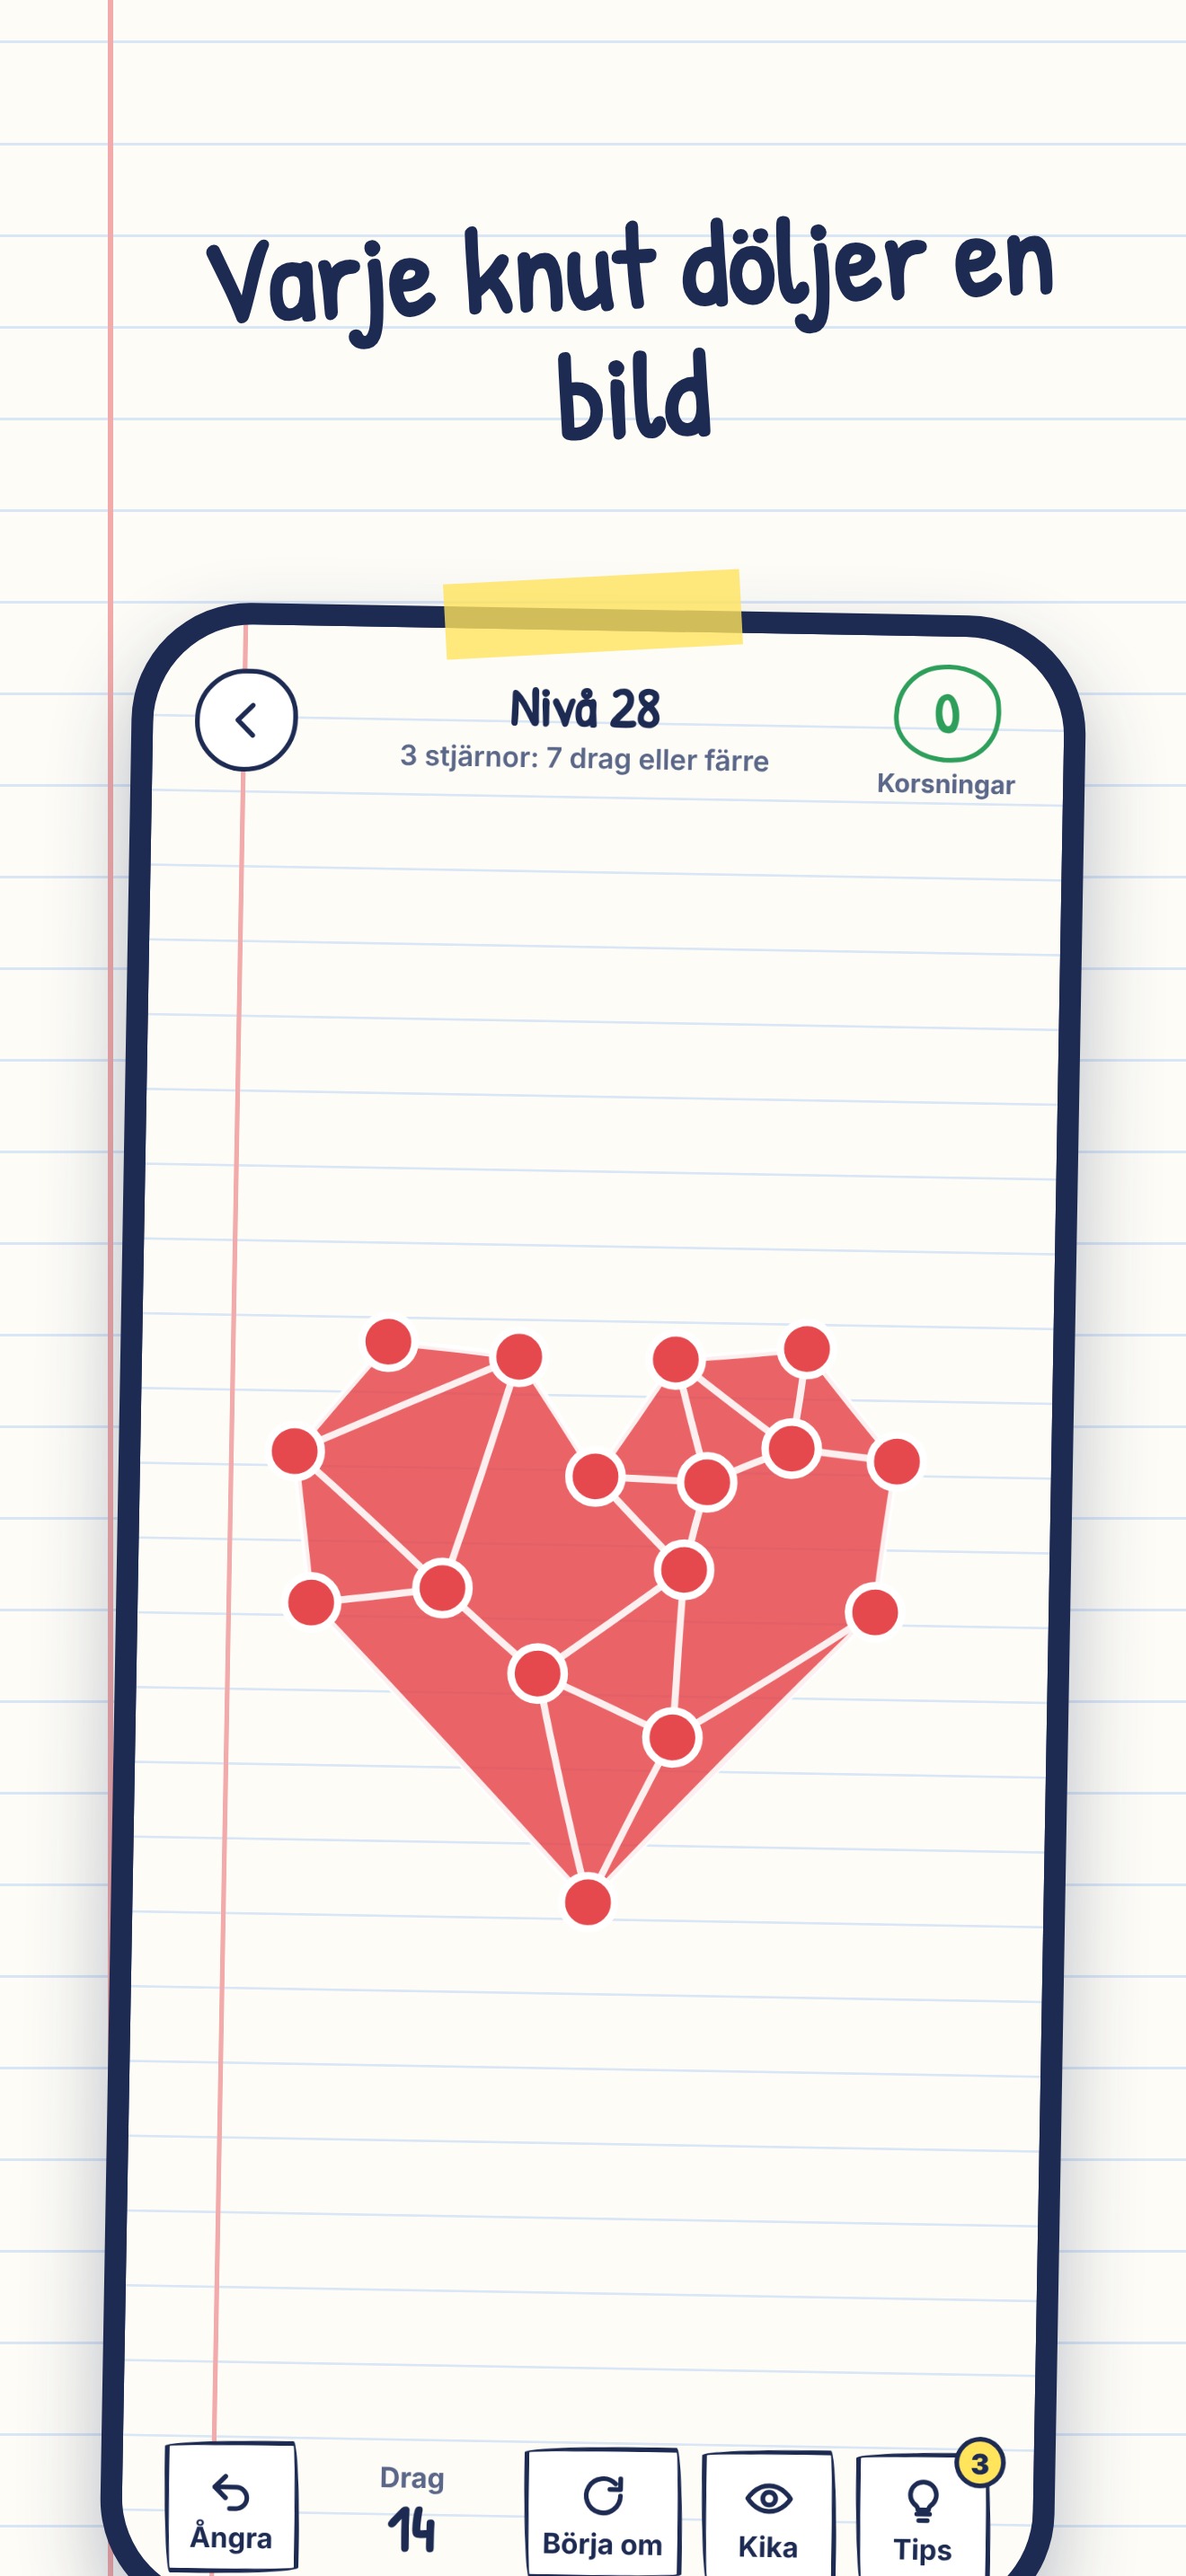 Varje knut döljer en
bild
Nivå 28
3 stjärnor: 7 drag eller färre
0
Korsningar
3
Ångra
Drag
14
Börja om
Kika
Tips